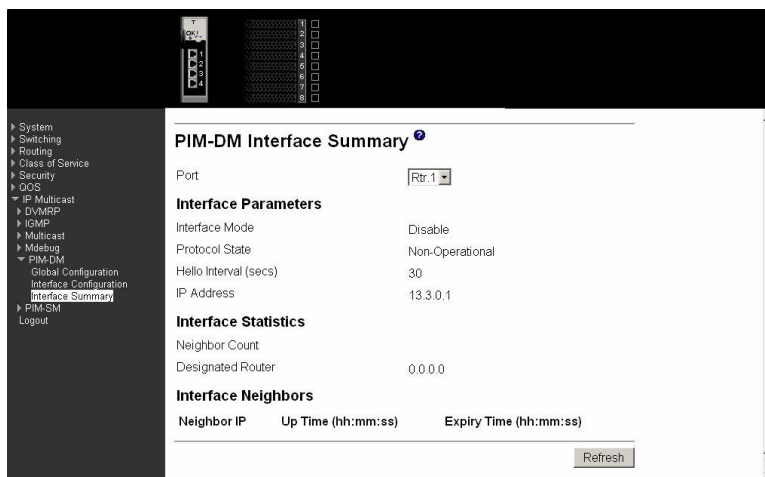 T
OK!
1
2
3
4
1
2
3
4
5
6
7
8
System
Switching
Routing
Class of Service
Security
QOS
IP Multicast
DVMRP
IGMP
Multicast
Mdebug
PIM-DM
Global Configuration
Interface Configuration
Interface Summary
PIM-SM
Logout
PIM-DM Interface Summary ?
Port Rtr.1
Interface Parameters
Interface Mode Disable
Protocol State Non-Operational
Hello Interval (secs) 30
IP Address 13.3.0.1
Interface Statistics
Neighbor Count
Designated Router 0.0.0.0
Interface Neighbors
Neighbor IP Up Time (hh:mm:ss) Expiry Time (hh:mm:ss)
Refresh